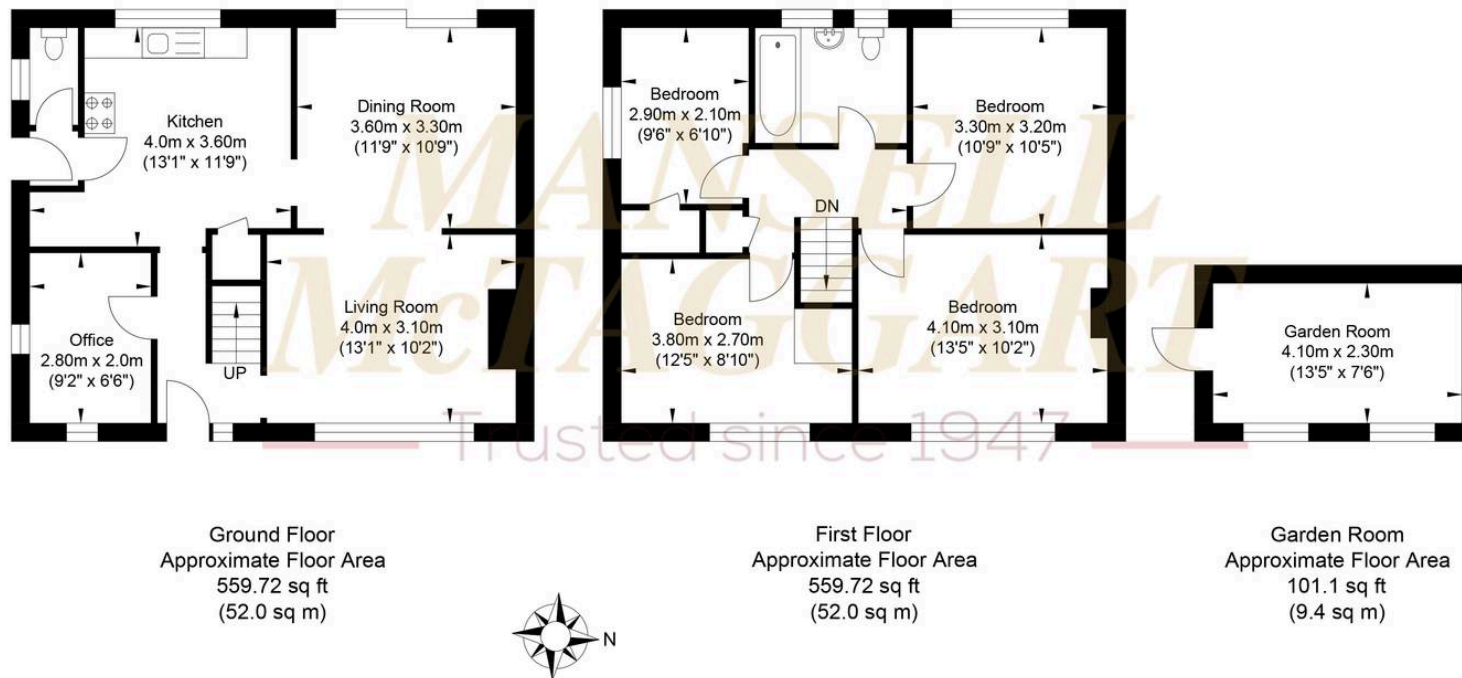 Kitchen
4.0m x 3.60m
(13'1" x 11'9")
Dining Room
3.60m x 3.30m
(11'9" x 10'9")
Office
2.80m x 2.0m
(9'2" x 6'6")
UP
Living Room
4.0m x 3.10m
(13'1" x 10'2")
Bedroom
2.90m x 2.10m
(9'6" x 6'10")
Bedroom
3.30m x 3.20m
(10'9" x 10'5")
DN
Bedroom
3.80m x 2.70m
(12'5" x 8'10")
Bedroom
4.10m x 3.10m
(13'5" x 10'2")
Garden Room
4.10m x 2.30m
(13'5" x 7'6")
MANSELL
McTAGGART
Trusted since 1947
Ground Floor
Approximate Floor Area
559.72 sq ft
(52.0 sq m)
First Floor
Approximate Floor Area
559.72 sq ft
(52.0 sq m)
Garden Room
Approximate Floor Area
101.1 sq ft
(9.4 sq m)
N